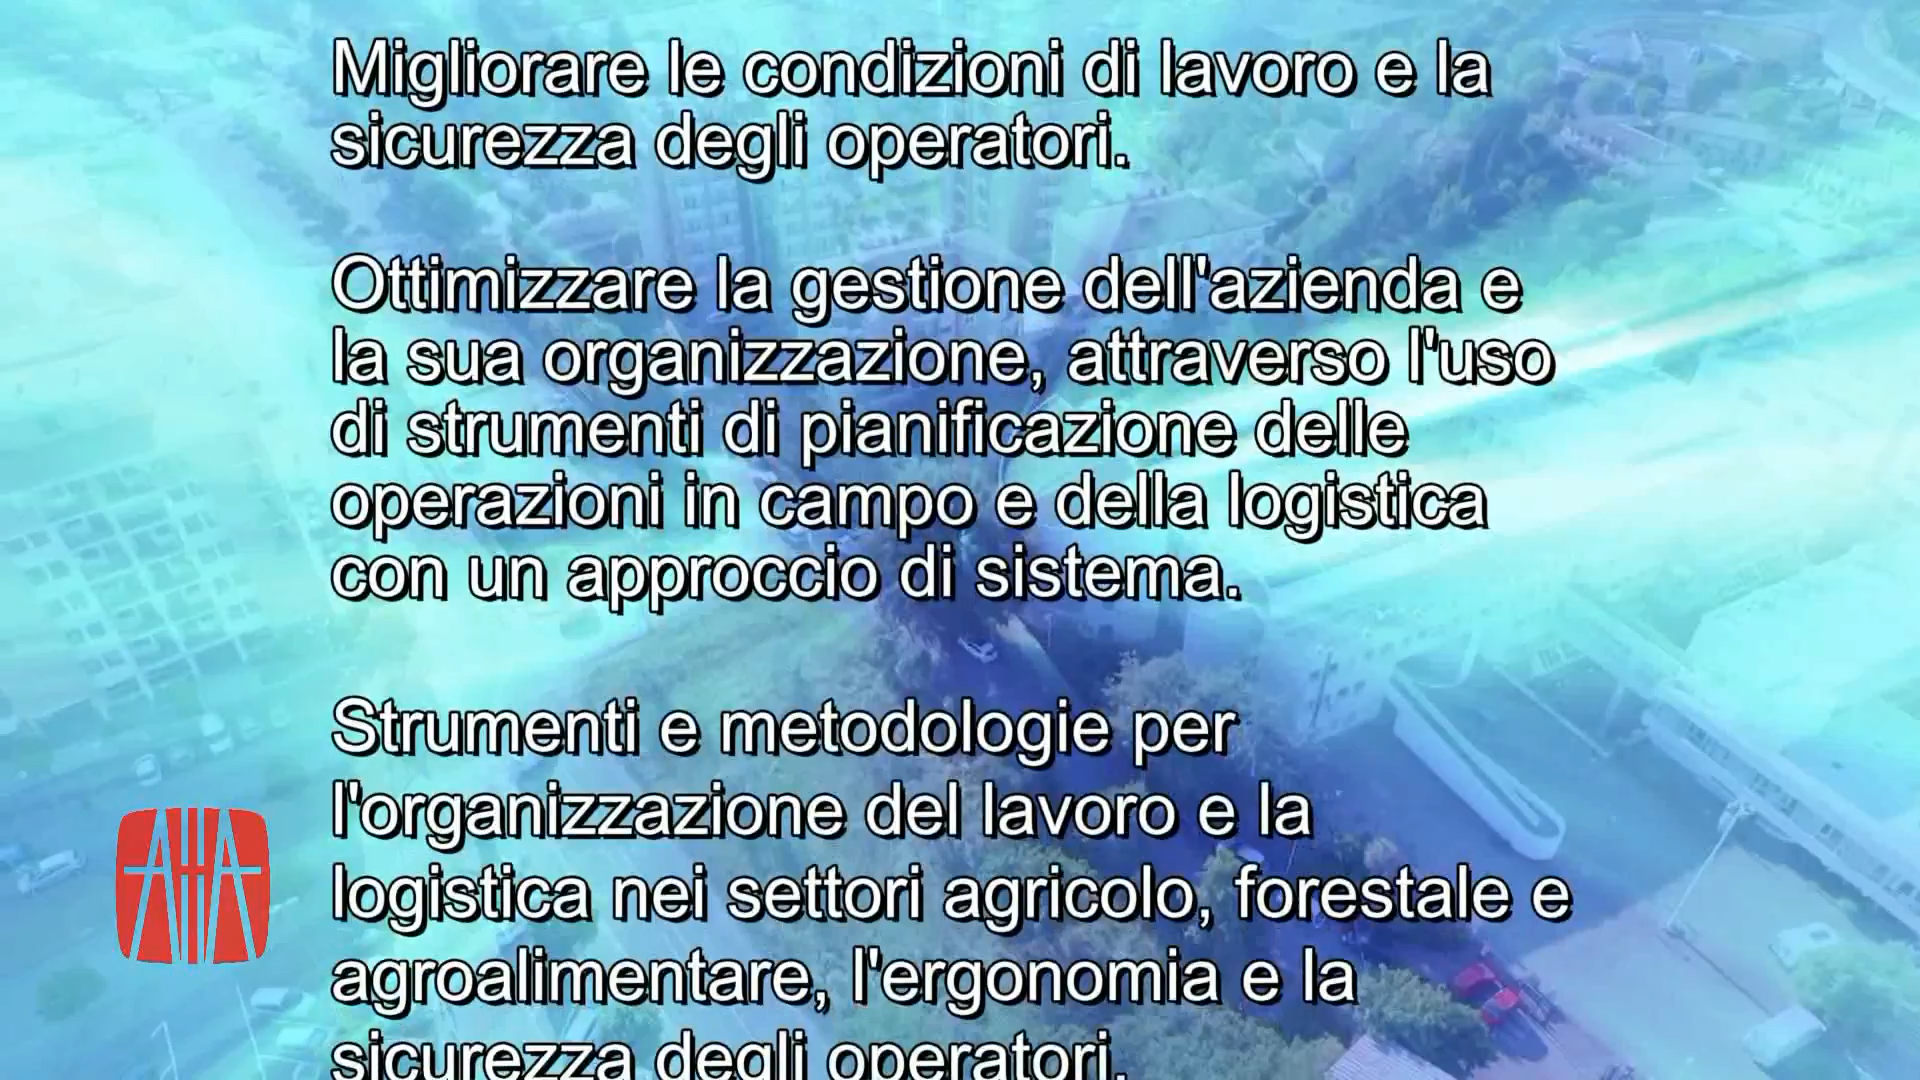 Migliorare le condizioni di lavoro e la
sicurezza degli operatori.
Ottimizzare la gestione dell'azienda e
la sua organizzazione, attraverso l'uso
di strumenti di pianificazione delle
operazioni in campo e della logistica
con un approccio di sistema.
Strumenti e metodologie per
l'organizzazione del lavoro e la
logistica nei settori agricolo, forestale e
agroalimentare, l'ergonomia e la
sicurezza degli operatori.